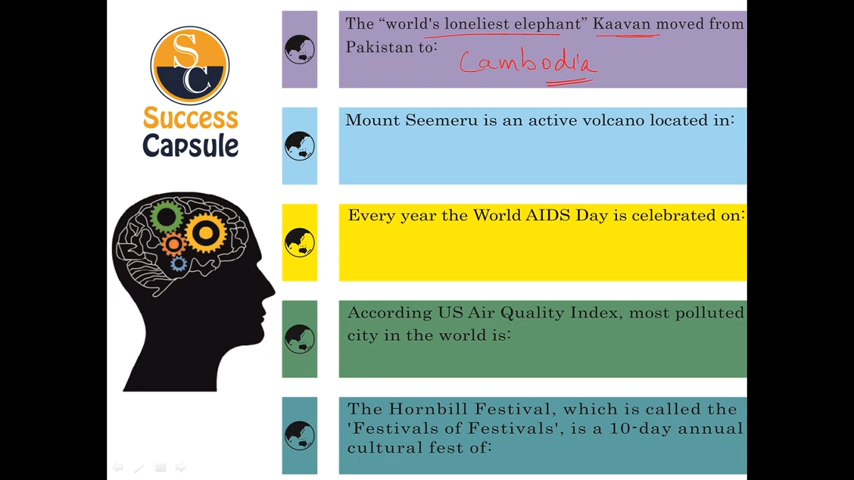 The “world's loneliest elephant” Kaavan moved from
Pakistan to:
Cambodia
SC
Success
Capsule
Mount Seemeru is an active volcano located in:
Every year the World AIDS Day is celebrated on:
According US Air Quality Index, most polluted
city in the world is:
The Hornbill Festival, which is called the
'Festivals of Festivals', is a 10-day annual
cultural fest of: